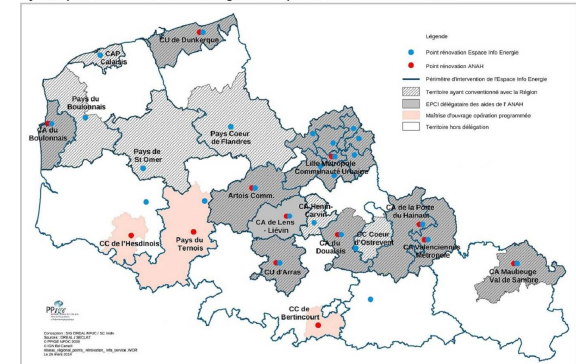 Légende
Point rénovation Espace Info Energie
Point rénovation ANAH
Périmètre d'intervention de l'Espace Info Energie
Territoire ayant conventionné avec la Région
EPCI délégataire des aides de l'ANAH
Maîtrise d'ouvrage opération programmée
Territoire hors délégation
CU de Dunkerque
CAP
Calaisis
Pays du
Boulonnais
CA du
Boulonnais
Pays de
St Omer
Pays Coeur
de Flandres
Lille Métropole
Communauté Urbaine
Artois Comm.
CA de Lens
- Liévin
CA Henin
Carvin
CC de l'Hesdinois
Pays du
Ternois
CU d'Arras
CA du
Douaisis
CC Coeur
d'Ostrevent
CA de la Porte
du Hainaut
CA Valenciennes
Métropole
CA Maubeuge
Val de Sambre
CC de
Bertincourt
PPige